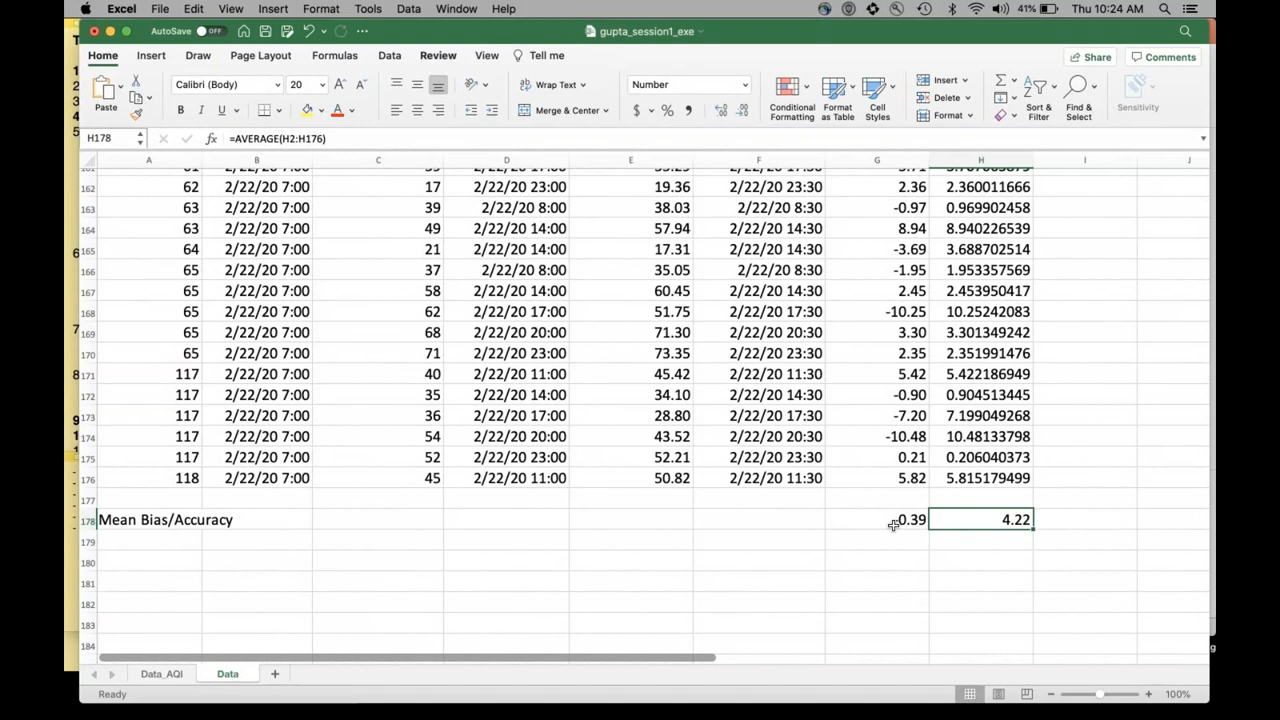 Excel File Edit View Insert Format Tools Data Window Help 41% Thu 10:24 AM
AutoSave OFF gupta_session1_exe
Home Insert Draw Page Layout Formulas Data Review View Tell me Share Comments
Paste Calibri (Body) 20 A A Wrap Text Number Conditional Formatting Format as Table Cell Styles Insert Sort & Filter Find & Select Sensitivity
Delete
B I U A Merge & Center $ % Format
H178 fx =AVERAGE(H2:H176)
A B C D E F G H I J
162 62 2/22/20 7:00 17 2/22/20 23:00 19.36 2/22/20 23:30 2.36 2.360011666
163 63 2/22/20 7:00 39 2/22/20 8:00 38.03 2/22/20 8:30 -0.97 0.969902458
164 63 2/22/20 7:00 49 2/22/20 14:00 57.94 2/22/20 14:30 8.94 8.940226539
165 64 2/22/20 7:00 21 2/22/20 14:00 17.31 2/22/20 14:30 -3.69 3.688702514
166 65 2/22/20 7:00 37 2/22/20 8:00 35.05 2/22/20 8:30 -1.95 1.953357569
167 65 2/22/20 7:00 58 2/22/20 14:00 60.45 2/22/20 14:30 2.45 2.453950417
168 65 2/22/20 7:00 62 2/22/20 17:00 51.75 2/22/20 17:30 -10.25 10.25242083
169 65 2/22/20 7:00 68 2/22/20 20:00 71.30 2/22/20 20:30 3.30 3.301349242
170 65 2/22/20 7:00 71 2/22/20 23:00 73.35 2/22/20 23:30 2.35 2.351991476
171 117 2/22/20 7:00 40 2/22/20 11:00 45.42 2/22/20 11:30 5.42 5.422186949
172 117 2/22/20 7:00 35 2/22/20 14:00 34.10 2/22/20 14:30 -0.90 0.904513445
173 117 2/22/20 7:00 36 2/22/20 17:00 28.80 2/22/20 17:30 -7.20 7.199049268
174 117 2/22/20 7:00 54 2/22/20 20:00 43.52 2/22/20 20:30 -10.48 10.48133798
175 117 2/22/20 7:00 52 2/22/20 23:00 52.21 2/22/20 23:30 0.21 0.206040373
176 118 2/22/20 7:00 45 2/22/20 11:00 50.82 2/22/20 11:30 5.82 5.815179499
177
178 Mean Bias/Accuracy 0.39 4.22
179
180
181
182
183
184
Data_AQI Data
Ready 100%